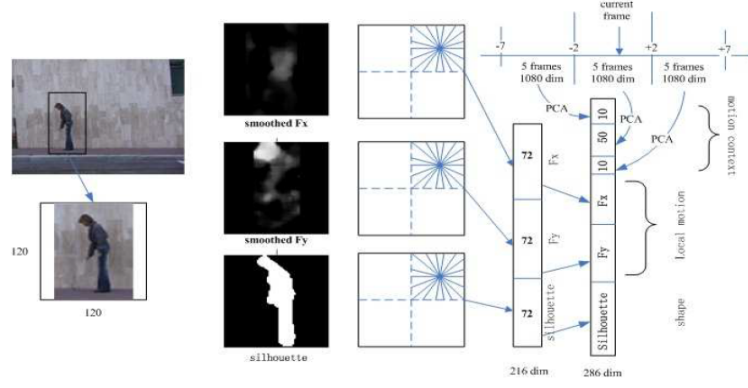 current
frame
-7
-2
+2
+7
5 frames
1080 dim
5 frames
1080 dim
5 frames
1080 dim
PCA
PCA
PCA
10
50
10
motion context
smoothed Fx
72
Fx
Fx
120
120
smoothed Fy
72
Fy
Fy
Local motion
72
silhouette
Silhouette
shape
silhouette
216 dim
286 dim